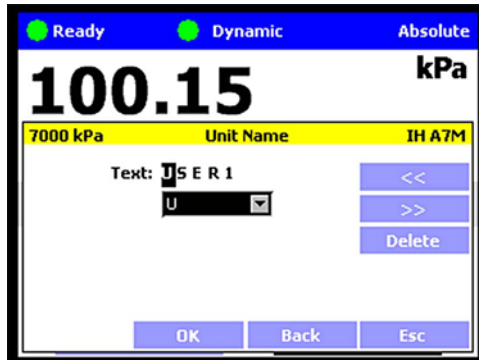 Ready Dynamic Absolute
100.15 kPa
7000 kPa Unit Name IH A7M
Text: U S E R 1
U
<<
>>
Delete
OK Back Esc